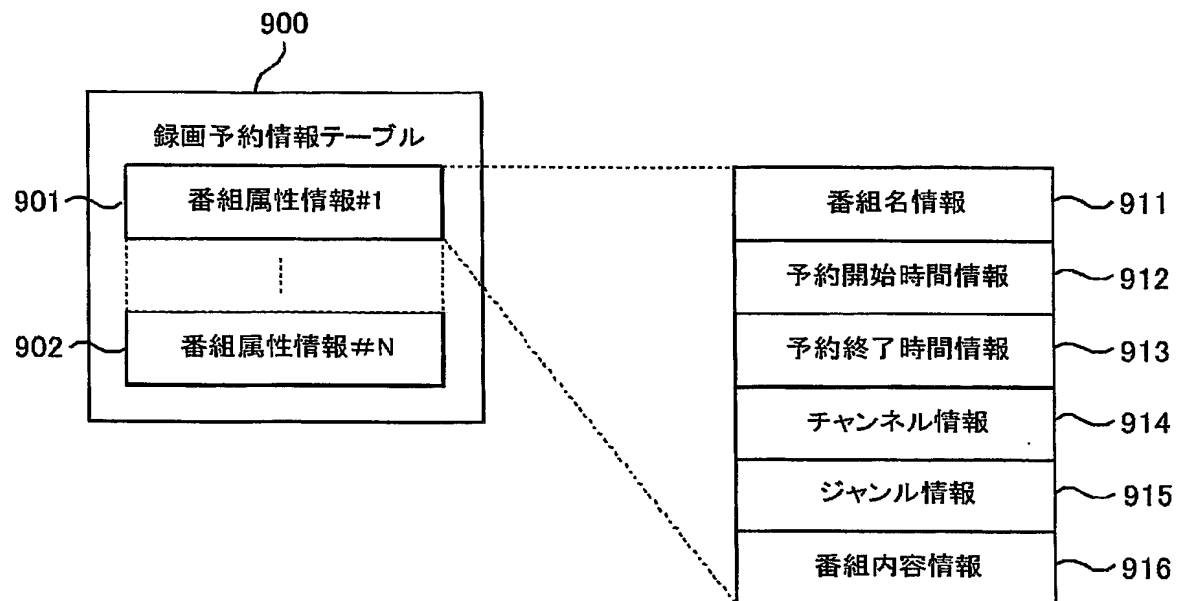 900
録画予約情報テーブル
901
番組属性情報#1
902
番組属性情報#N
番組名情報
911
予約開始時間情報
912
予約終了時間情報
913
チャンネル情報
914
ジャンル情報
915
番組内容情報
916